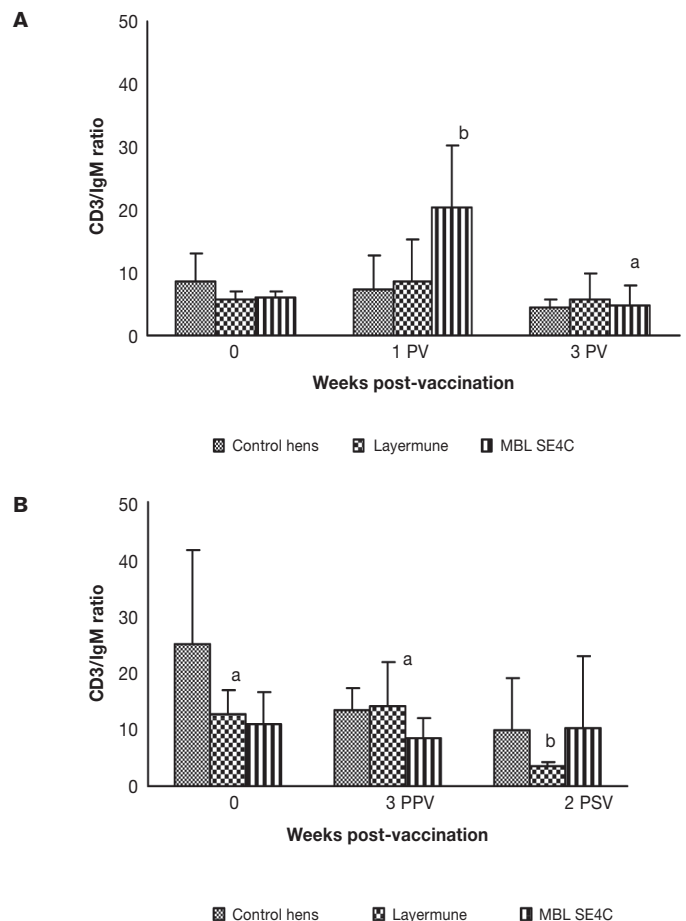 A
50
40
30
20
10
0
CD3/IgM ratio
b
a
0 1 PV 3 PV
Weeks post-vaccination
Control hens Layermune MBL SE4C
B
50
40
30
20
10
0
CD3/IgM ratio
a
a
b
0 3 PPV 2 PSV
Weeks post-vaccination
Control hens Layermune MBL SE4C